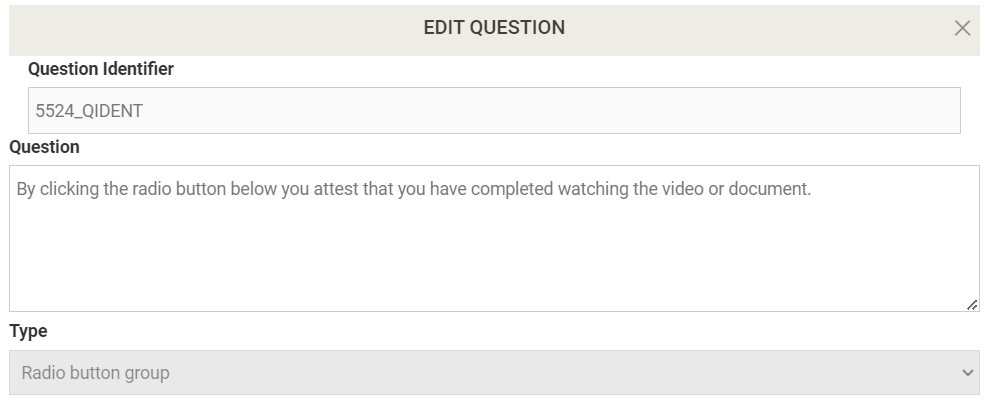 EDIT QUESTION
Question Identifier
5524_QIDENT
Question
By clicking the radio button below you attest that you have completed watching the video or document.
Type
Radio button group